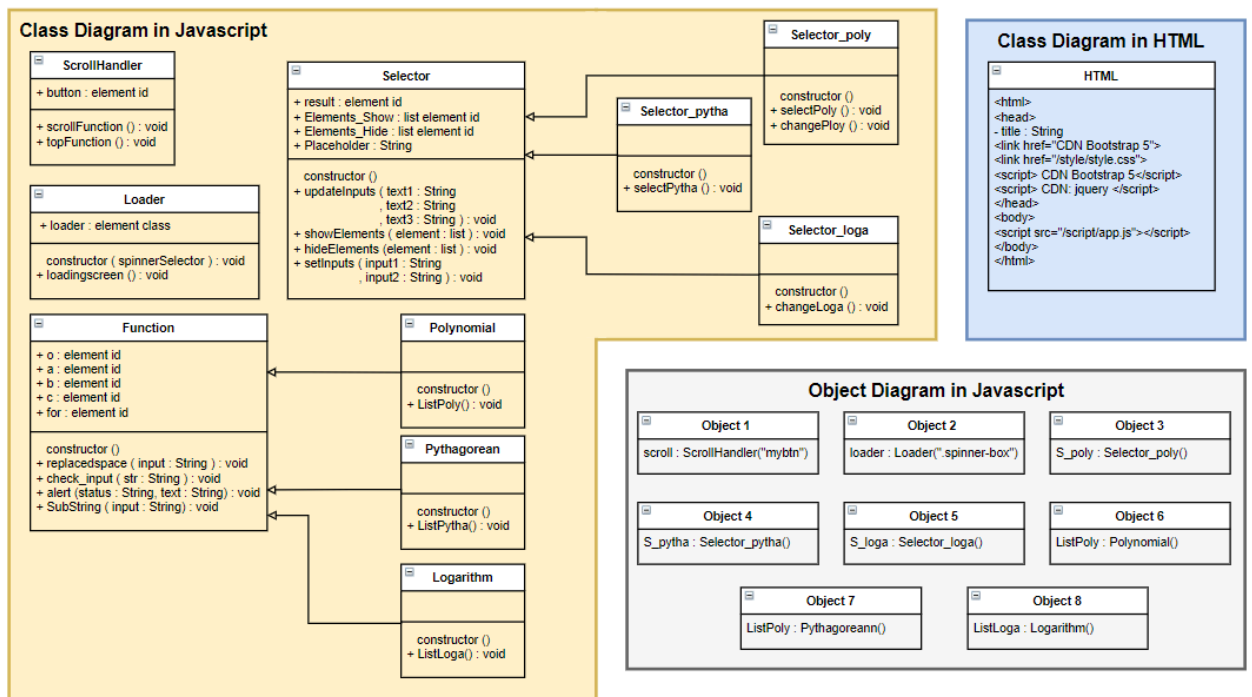 Class Diagram in Javascript
ScrollHandler
+ button : element id
+ scrollFunction () : void
+ topFunction () : void
Loader
+ loader : element class
constructor ( spinnerSelector ) : void
+ loadingscreen () : void
Selector
+ result : element id
+ Elements_Show : list element id
+ Elements_Hide : list element id
+ Placeholder : String
constructor ()
+ updateInputs ( text1 : String
, text2 : String
, text3 : String ) : void
+ showElements ( element : list ) : void
+ hideElements (element : list ) : void
+ setInputs ( input1 : String
, input2 : String ) : void
Selector_poly
constructor ()
+ selectPoly () : void
+ changePloy () : void
Selector_pytha
constructor ()
+ selectPytha () : void
Selector_loga
constructor ()
+ changeLoga () : void
Function
+ o : element id
+ a : element id
+ b : element id
+ c : element id
+ for : element id
constructor ()
+ replacedspace ( input : String ) : void
+ check_input ( str : String ) : void
+ alert (status : String, text : String) : void
+ SubString ( input : String) : void
Polynomial
constructor ()
+ ListPoly() : void
Pythagorean
constructor ()
+ ListPytha() : void
Logarithm
constructor ()
+ ListLoga() : void
Class Diagram in HTML
HTML
<html>
<head>
- title : String
<link href="CDN Bootstrap 5">
<link href="/style/style.css">
<script> CDN Bootstrap 5</script>
<script> CDN: jquery </script>
</head>
<body>
<script src="/script/app.js"></script>
</body>
</html>
Object Diagram in Javascript
Object 1
scroll : ScrollHandler("mybtn")
Object 2
loader : Loader(".spinner-box")
Object 3
S_poly : Selector_poly()
Object 4
S_pytha : Selector_pytha()
Object 5
S_loga : Selector_loga()
Object 6
ListPoly : Polynomial()
Object 7
ListPoly : Pythagoreann()
Object 8
ListLoga : Logarithm()